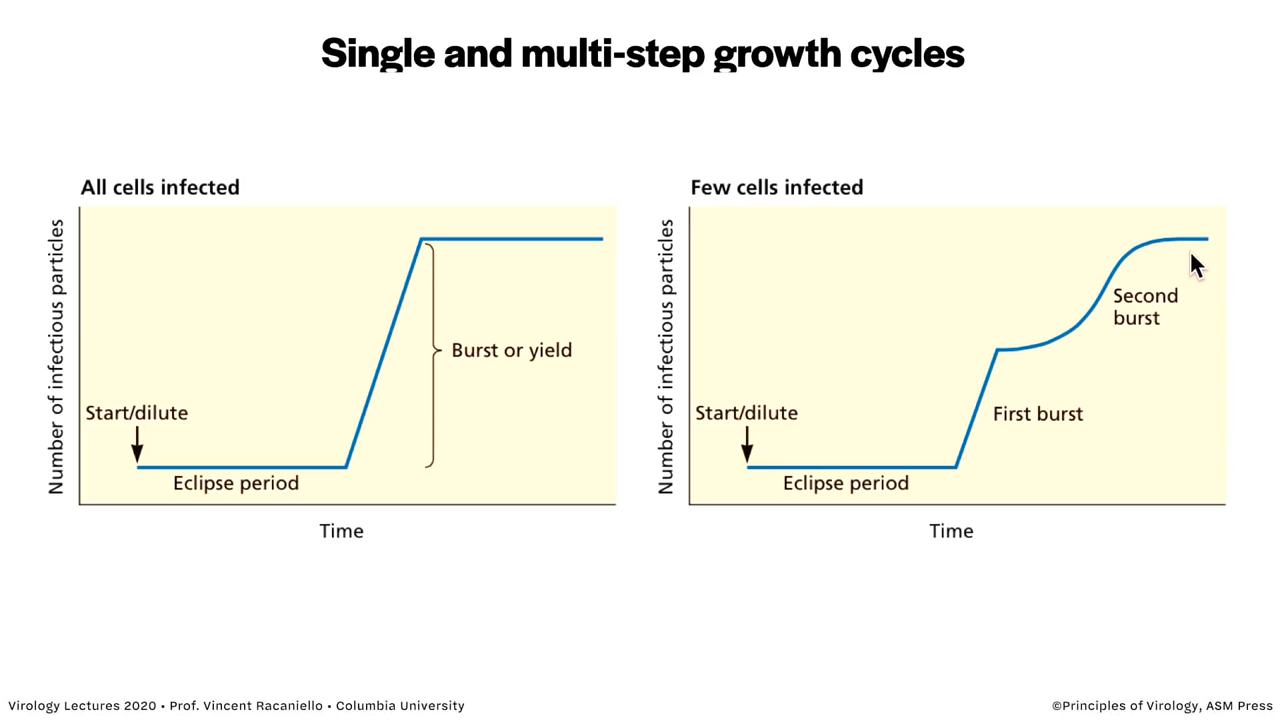 Single and multi-step growth cycles
All cells infected
Number of infectious particles
Start/dilute
Eclipse period
Burst or yield
Time
Few cells infected
Number of infectious particles
Start/dilute
Eclipse period
First burst
Second
burst
Time
Virology Lectures 2020 • Prof. Vincent Racaniello • Columbia University
©Principles of Virology, ASM Press